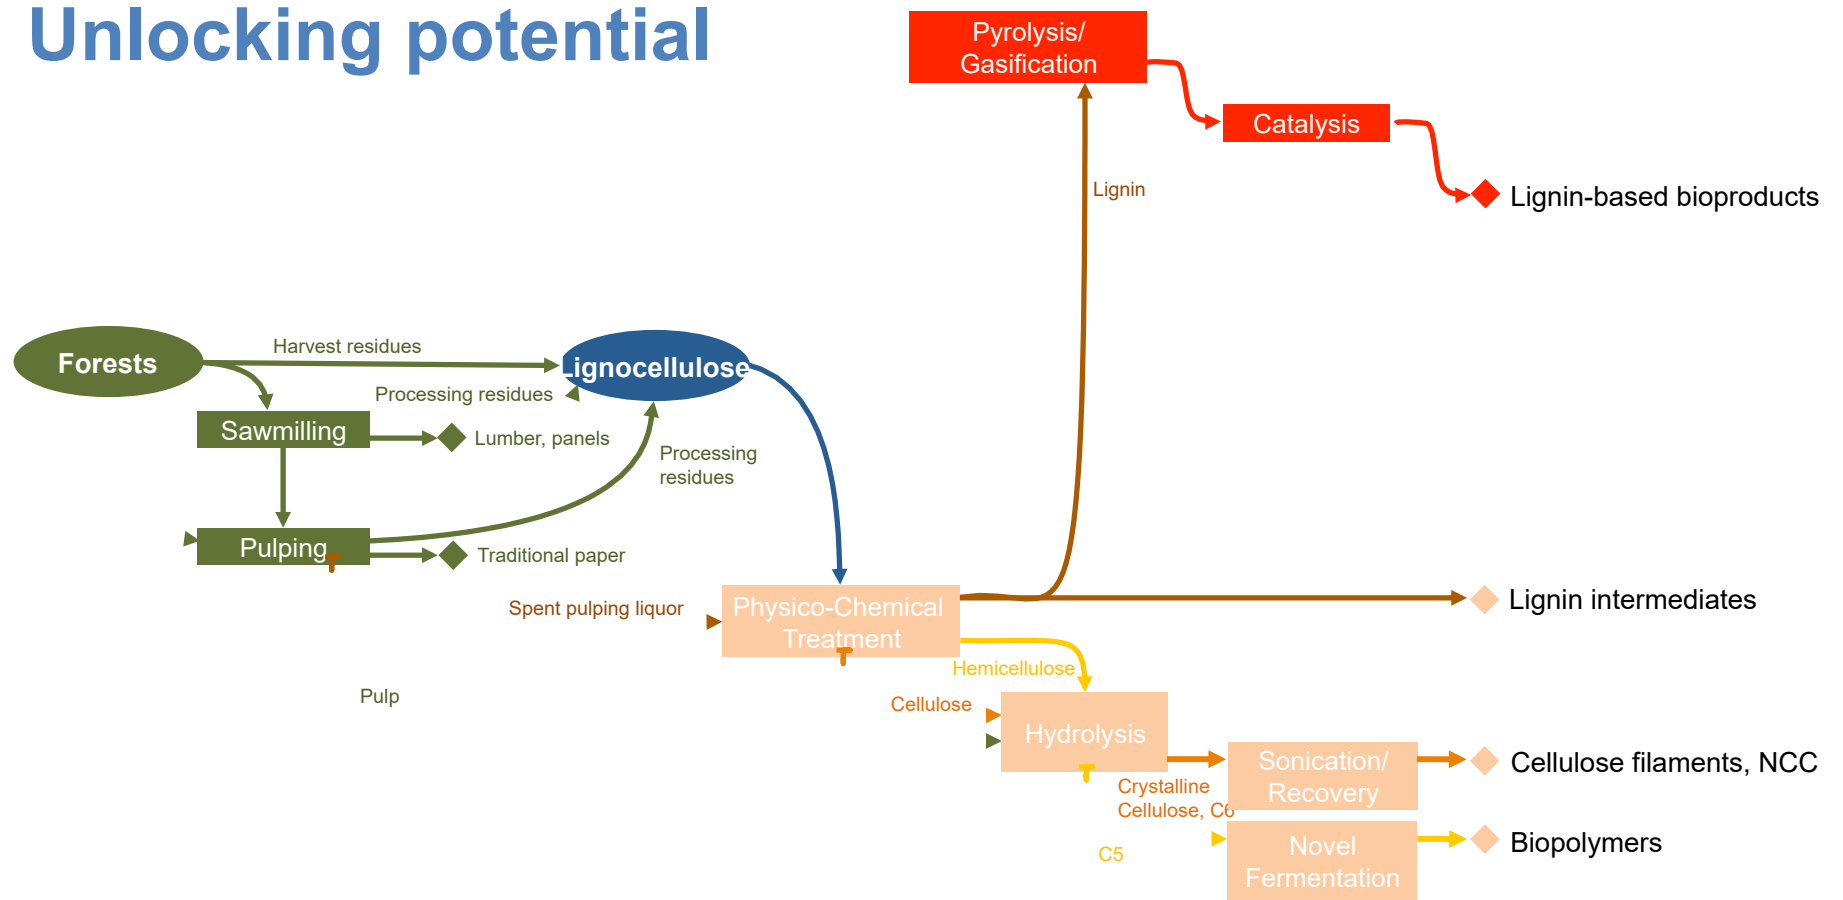 Unlocking potential
Pyrolysis/
Gasification
Catalysis
Lignin
Lignin-based bioproducts
Harvest residues
Forests
Lignocellulose
Processing residues
Sawmilling
Lumber, panels
Processing
residues
Pulping
Traditional paper
Spent pulping liquor
Physico-Chemical
Treatment
Lignin intermediates
Hemicellulose
Pulp
Cellulose
Hydrolysis
Sonication/
Recovery
Cellulose filaments, NCC
Crystalline
Cellulose, C6
C5
Novel
Fermentation
Biopolymers